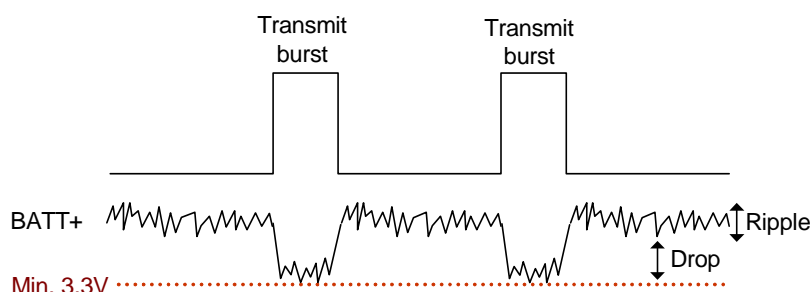 Transmit
burst
Transmit
burst
BATT+
Ripple
Drop
Min. 3.3V